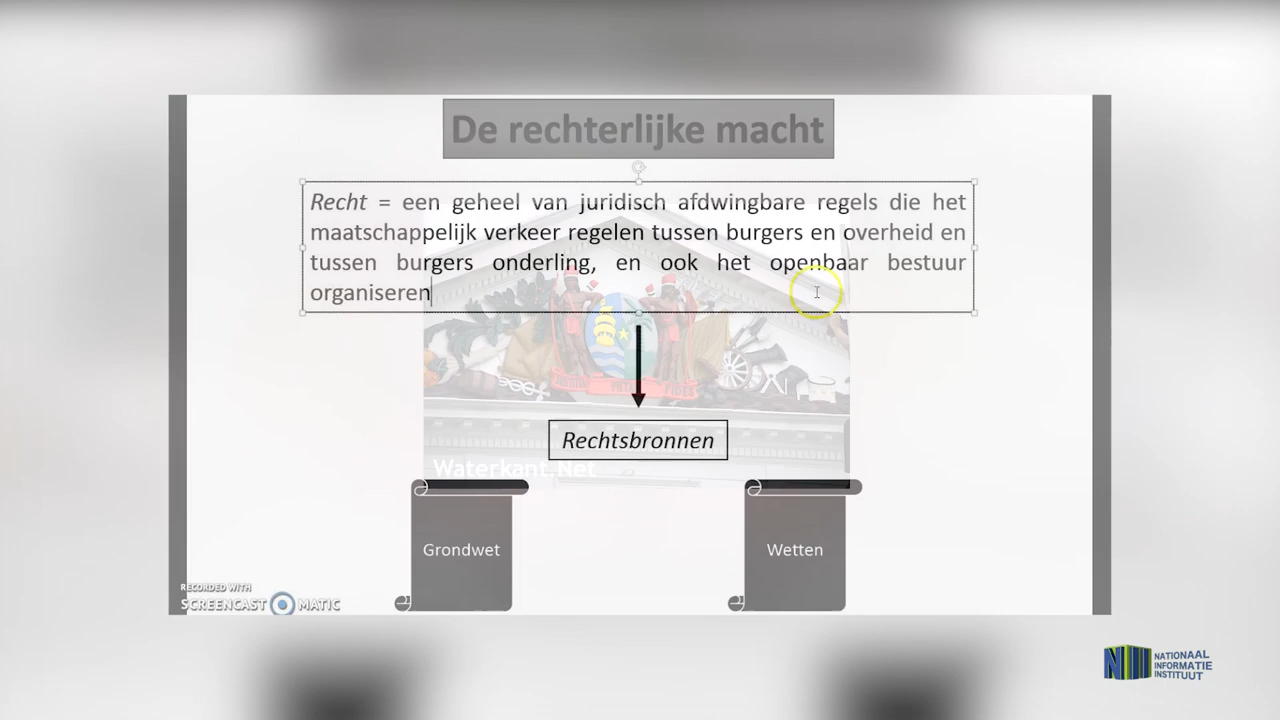 De rechterlijke macht
Recht = een geheel van juridisch afdwingbare regels die het
maatschappelijk verkeer regelen tussen burgers en overheid en
tussen burgers onderling, en ook het openbaar bestuur
organiseren
Rechtsbronnen
Waterkant.Net
Grondwet
Wetten
RECORDED WITH
SCREENCAST MATIC
NATIONAAL
INFORMATIE
INSTITUUT